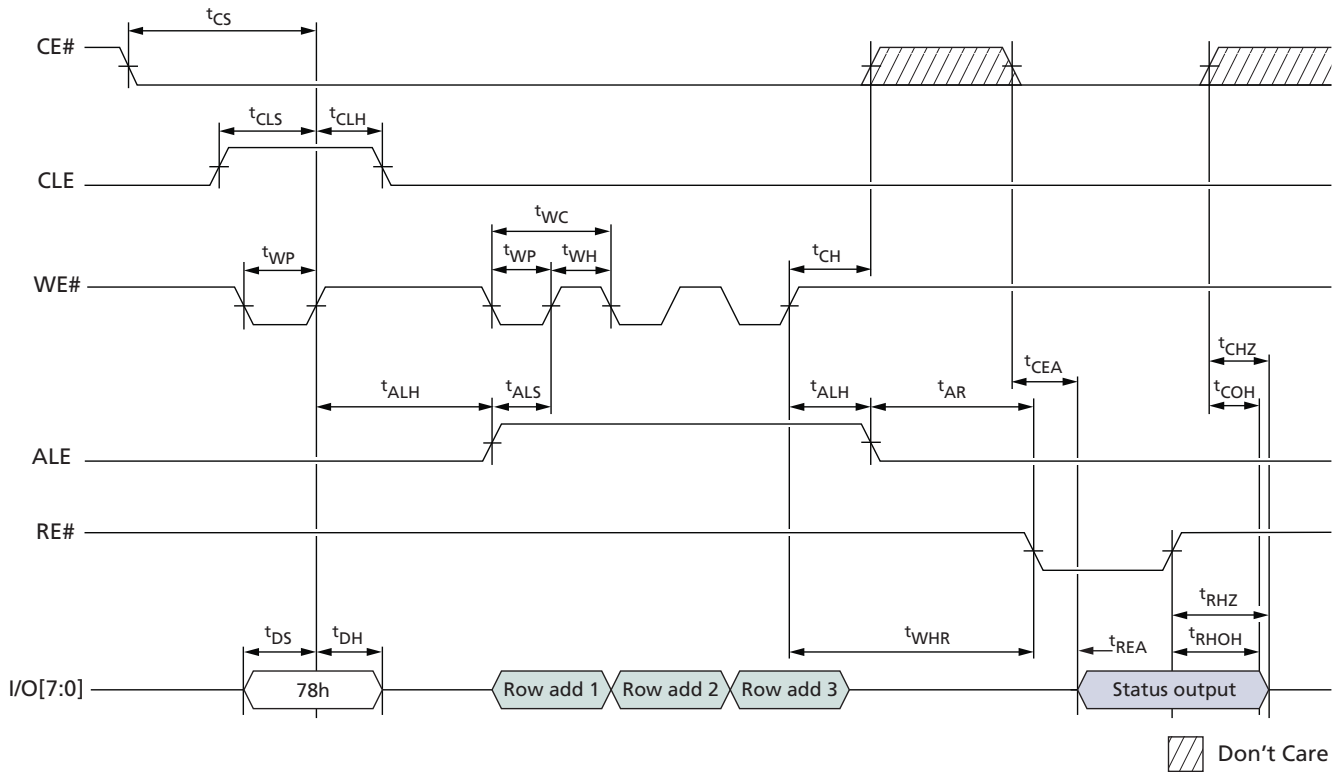 tCS
CE#
tCLS tCLH
CLE
tWC
tWP tWP tWH tCH
WE#
tCHZ
tCEA
tALH tALS tALH tAR tCOH
ALE
RE#
tRHZ
tDS tDH tWHR tREA tRHOH
I/O[7:0] 78h Row add 1 Row add 2 Row add 3 Status output
Don't Care